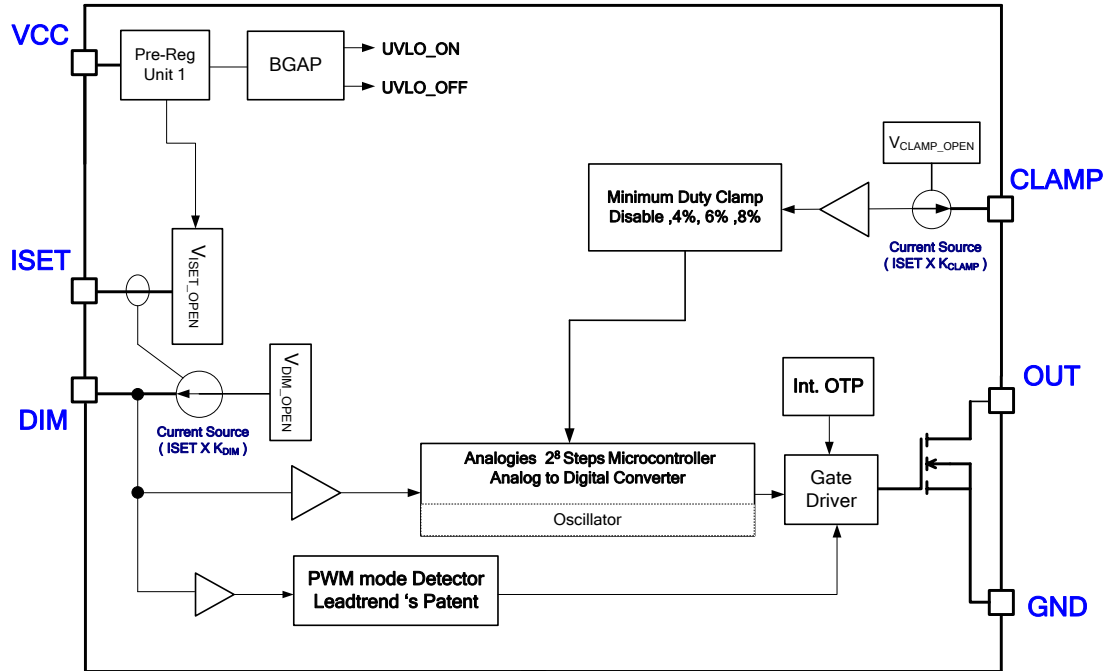 VCC
Pre-Reg
Unit 1
BGAP
UVLO_ON
UVLO_OFF
VCLAMP_OPEN
CLAMP
Minimum Duty Clamp
Disable ,4%, 6% ,8%
Current Source
( ISET X KCLAMP )
ISET
VISET_OPEN
VDIM_OPEN
DIM
Current Source
( ISET X KDIM )
Int. OTP
OUT
Analogies 2⁸ Steps Microcontroller
Analog to Digital Converter
Oscillator
Gate
Driver
PWM mode Detector
Leadtrend 's Patent
GND